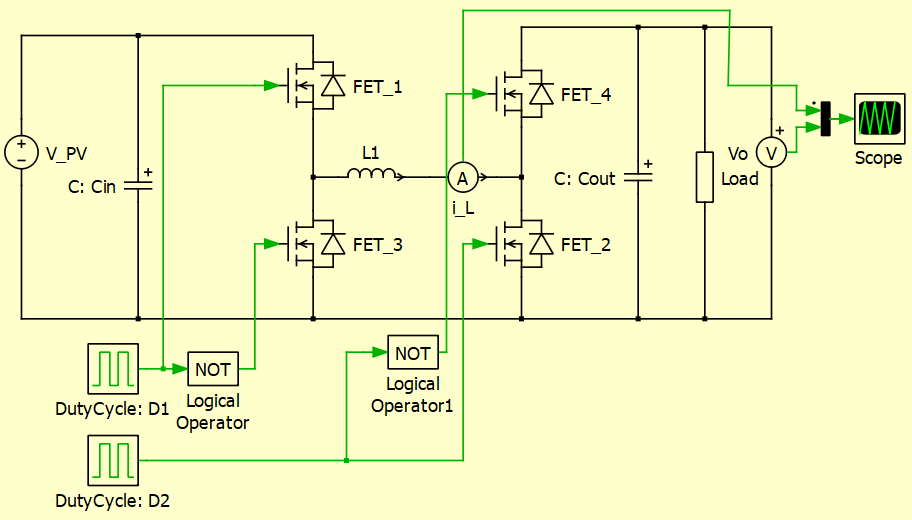 FET_1
FET_4
V_PV
L1
C: Cin
A
i_L
C: Cout
Vo
V
Load
Scope
FET_3
FET_2
NOT
Logical
Operator
NOT
Logical
Operator1
DutyCycle: D1
DutyCycle: D2